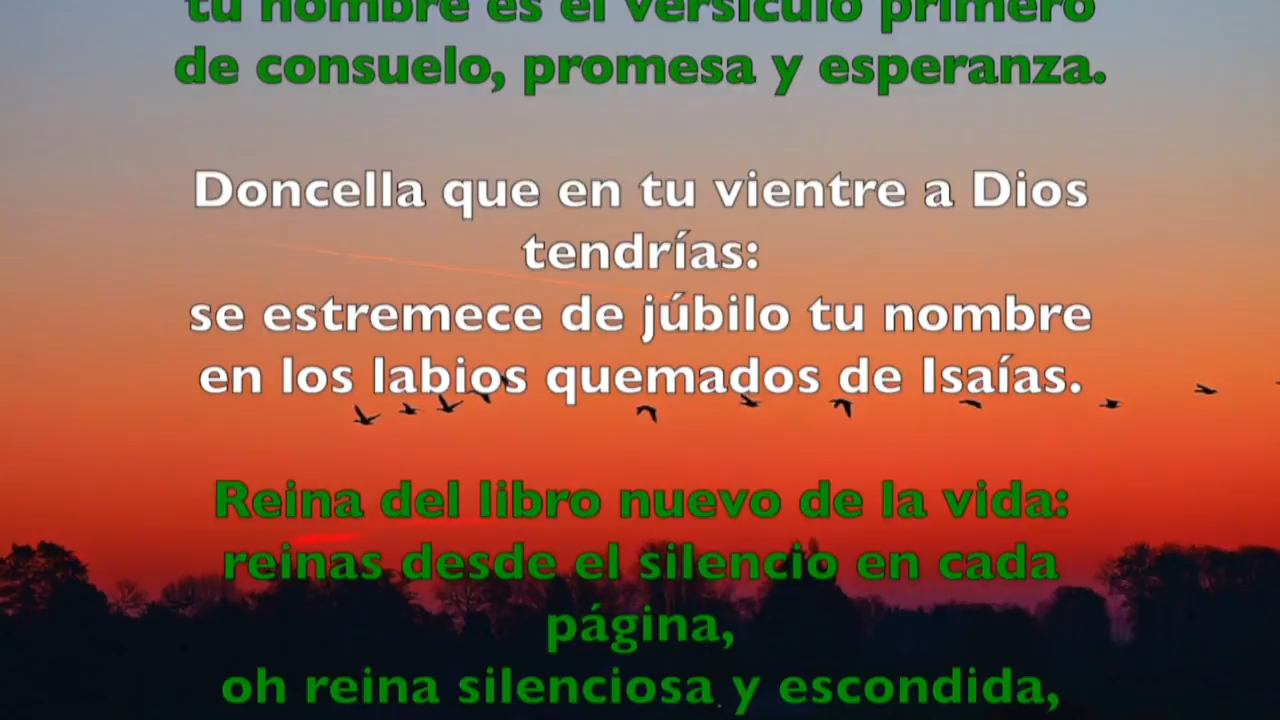 tu nombre es el versículo primero
de consuelo, promesa y esperanza.
Doncella que en tu vientre a Dios
tendrías:
se estremece de júbilo tu nombre
en los labios quemados de Isaías.
Reina del libro nuevo de la vida:
reinas desde el silencio en cada
página,
oh reina silenciosa y escondida,